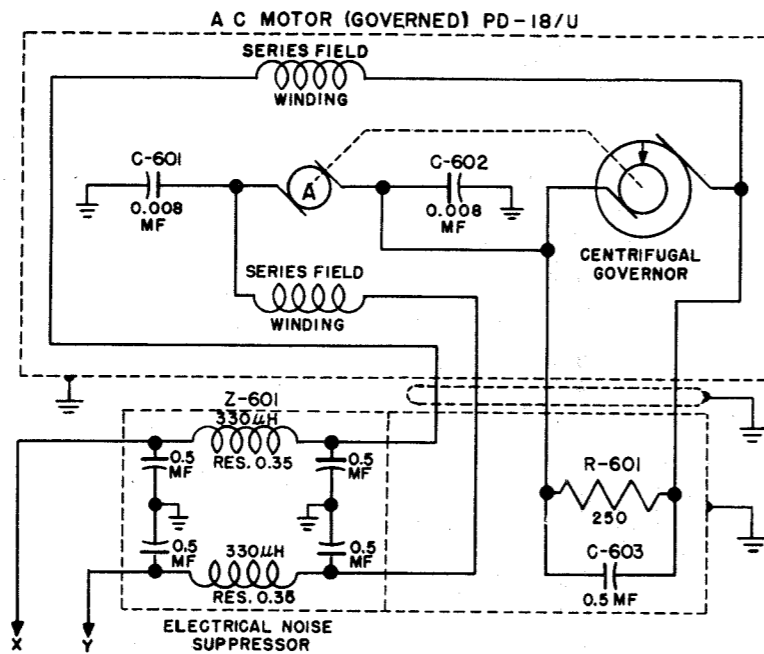 A C MOTOR (GOVERNED) PD-18/U
SERIES FIELD
WINDING
C-601
0.008
MF
A
C-602
0.008
MF
CENTRIFUGAL
GOVERNOR
SERIES FIELD
WINDING
Z-601
330µH
RES. 0.35
0.5
MF
0.5
MF
0.5
MF
0.5
MF
330µH
RES. 0.35
R-601
250
C-603
0.5 MF
X
Y
ELECTRICAL NOISE
SUPPRESSOR